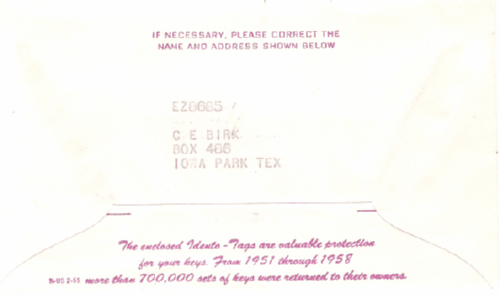 IF NECESSARY, PLEASE CORRECT THE
NAME AND ADDRESS SHOWN BELOW
EZ8685 /
C E BIRK
BOX 466
IOWA PARK TEX
The enclosed Idento-Tags are valuable protection
for your keys. From 1951 through 1958
more than 700,000 sets of keys were returned to their owners.